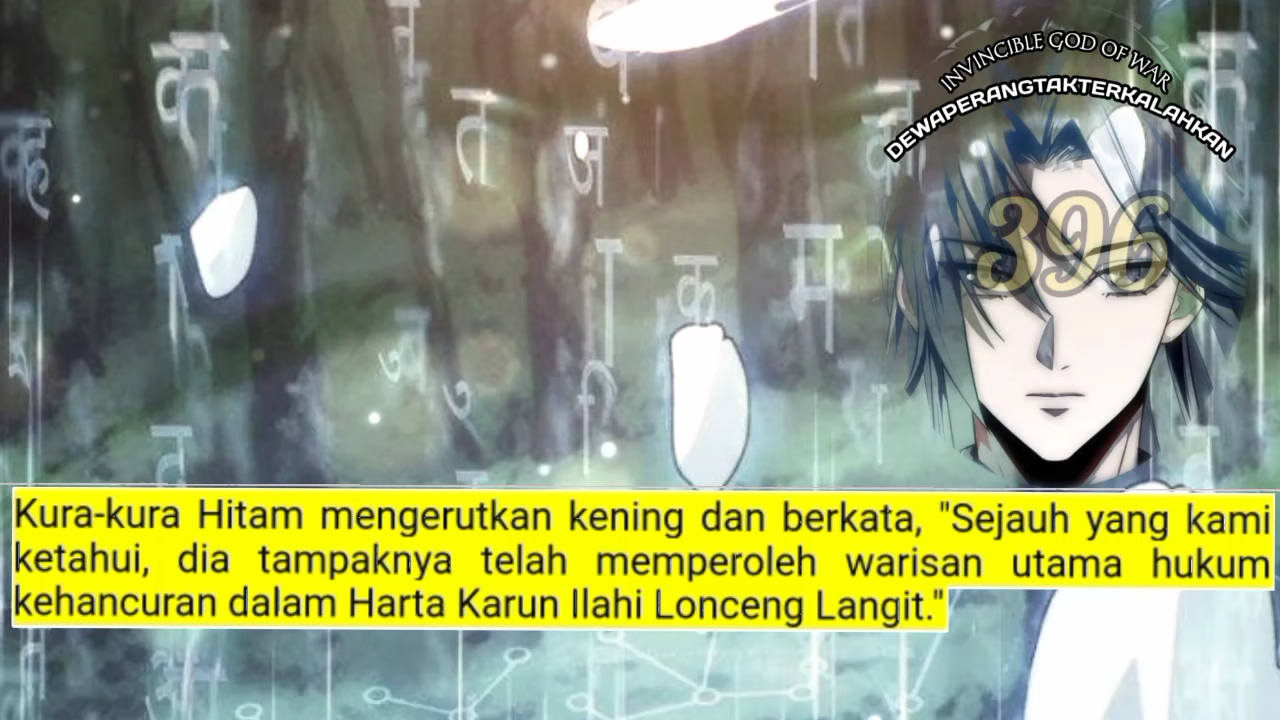 INVINCIBLE GOD OF WAR
DEWAPERANGTAKTERKALAHKAN
396
Kura-kura Hitam mengerutkan kening dan berkata, "Sejauh yang kami
ketahui, dia tampaknya telah memperoleh warisan utama hukum
kehancuran dalam Harta Karun Ilahi Lonceng Langit."